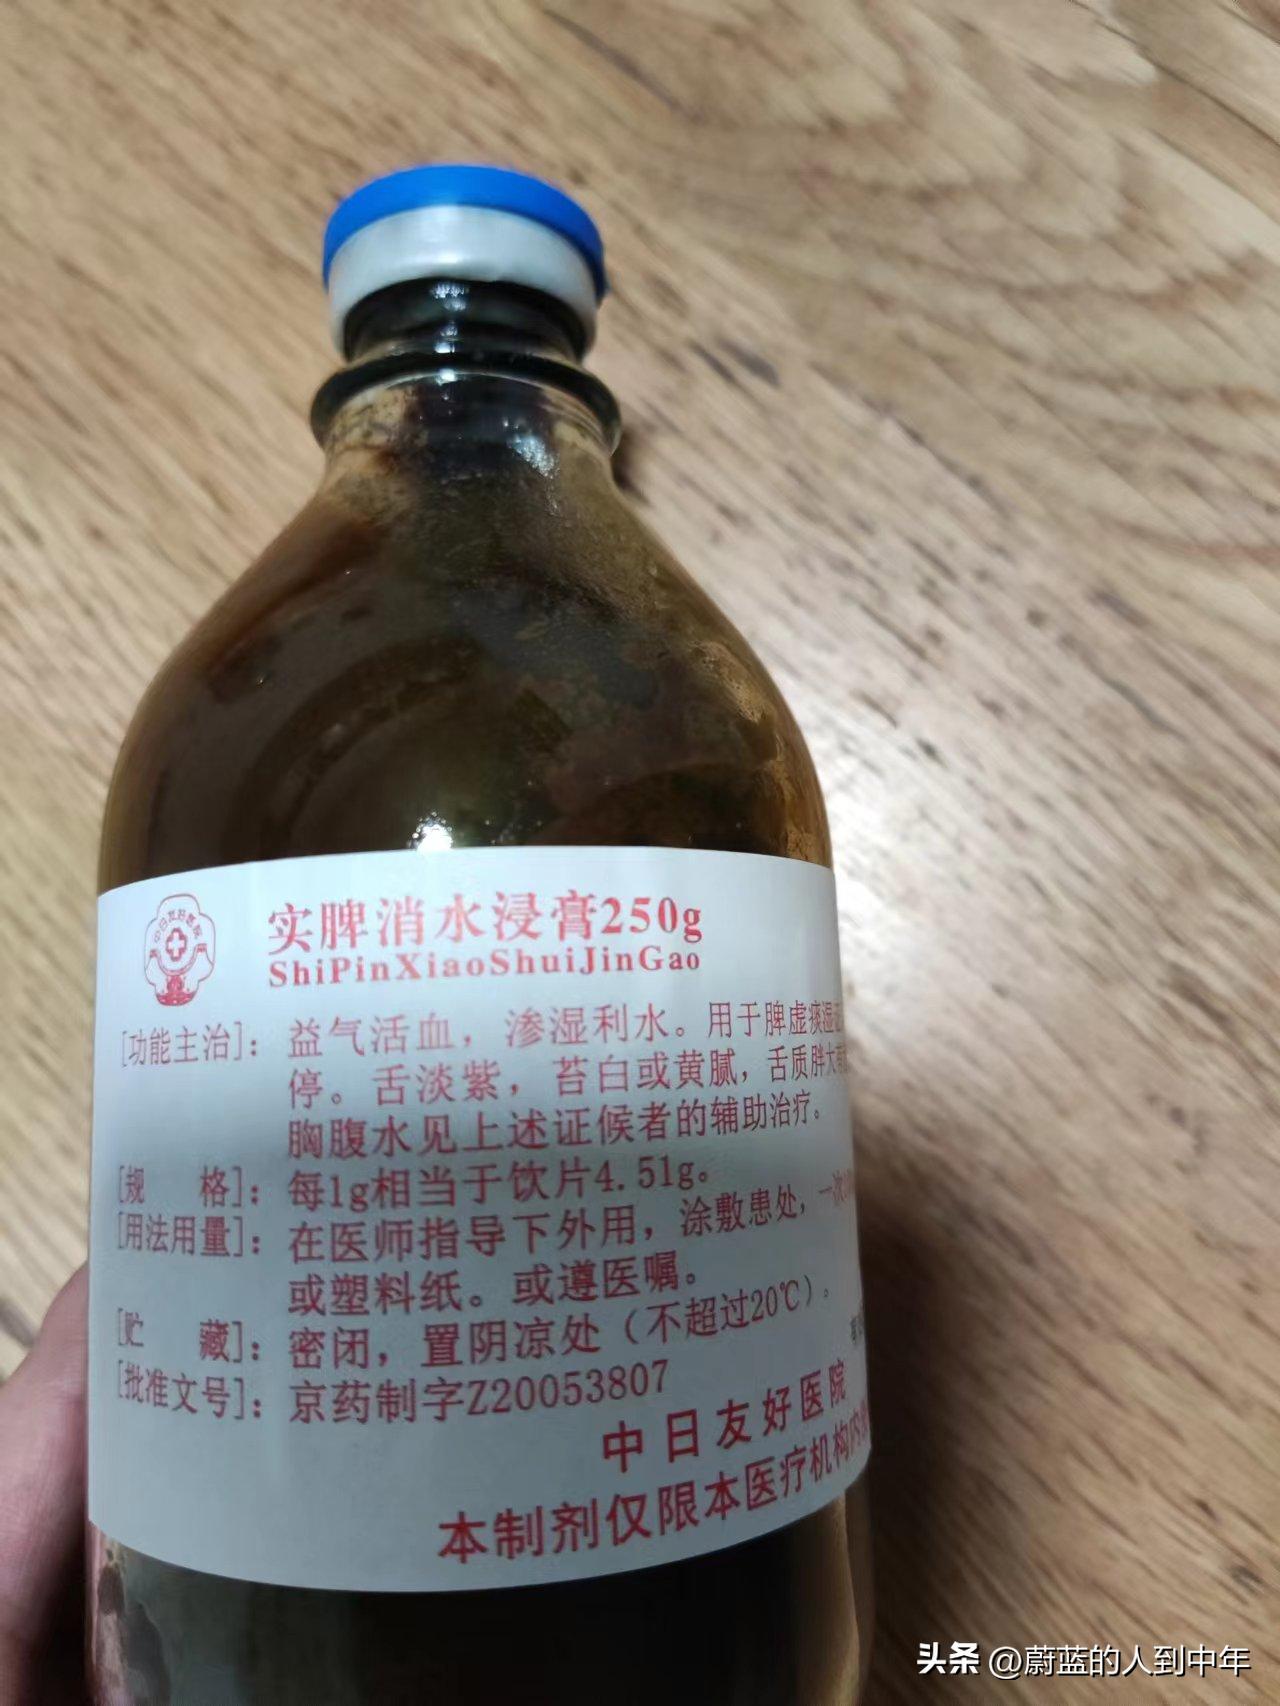 中日友好医院
实脾消水浸膏250g
ShiPinXiaoShuiJinGao
[功能主治]：益气活血，渗湿利水。用于脾虚痰湿
停。舌淡紫，苔白或黄腻，舌质胖大
胸腹水见上述证候者的辅助治疗。
[规 格]：每1g相当于饮片4.51g。
[用法用量]：在医师指导下外用，涂敷患处，一次
或塑料纸。或遵医嘱。
[贮 藏]：密闭，置阴凉处（不超过20℃）。
[批准文号]：京药制字Z20053807
中日友好医院
本制剂仅限本医疗机构内
头条 @蔚蓝的人到中年